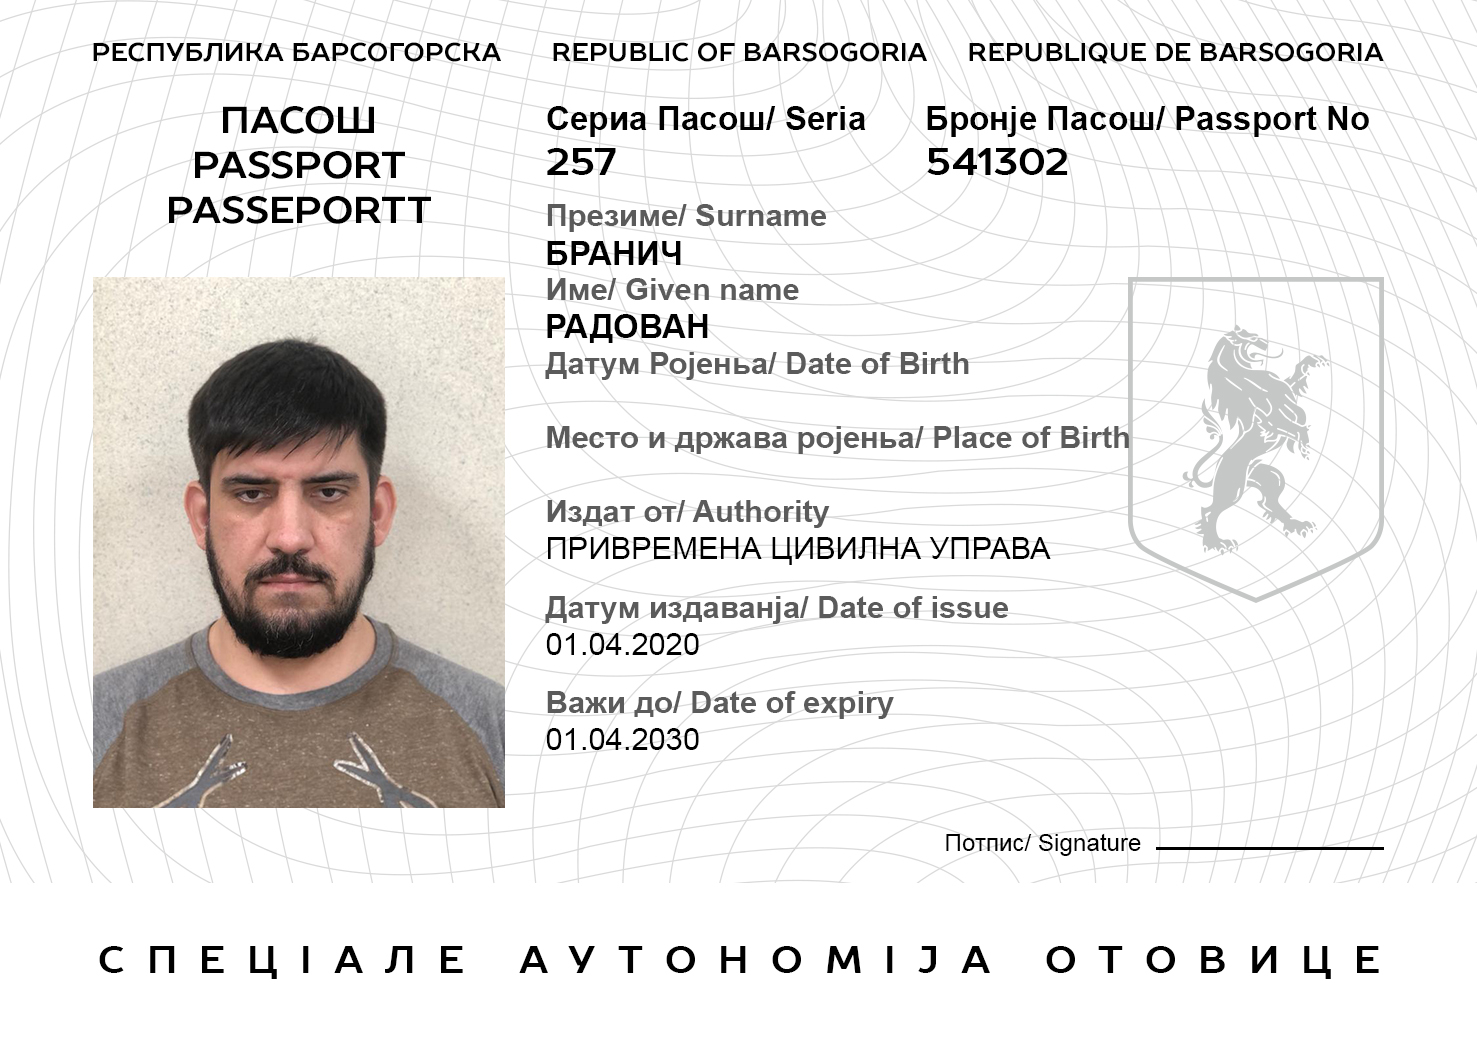 РЕСПУБЛИКА БАРСОГОРСКА REPUBLIC OF BARSOGORIA REPUBLIQUE DE BARSOGORIA
ПАСОШ
PASSPORT
PASSEPORTT
Сериа Пасош/ Seria
257
Бронје Пасош/ Passport No
541302
Презиме/ Surname
БРАНИЧ
Име/ Given name
РАДОВАН
Датум Ројења/ Date of Birth
Место и држава ројења/ Place of Birth
Издат от/ Authority
ПРИВРЕМЕНА ЦИВИЛНА УПРАВА
Датум издаванја/ Date of issue
01.04.2020
Важи до/ Date of expiry
01.04.2030
Потпис/ Signature
СПЕЦІАЛЕ АУТОНОМІЈА ОТОВИЦЕ